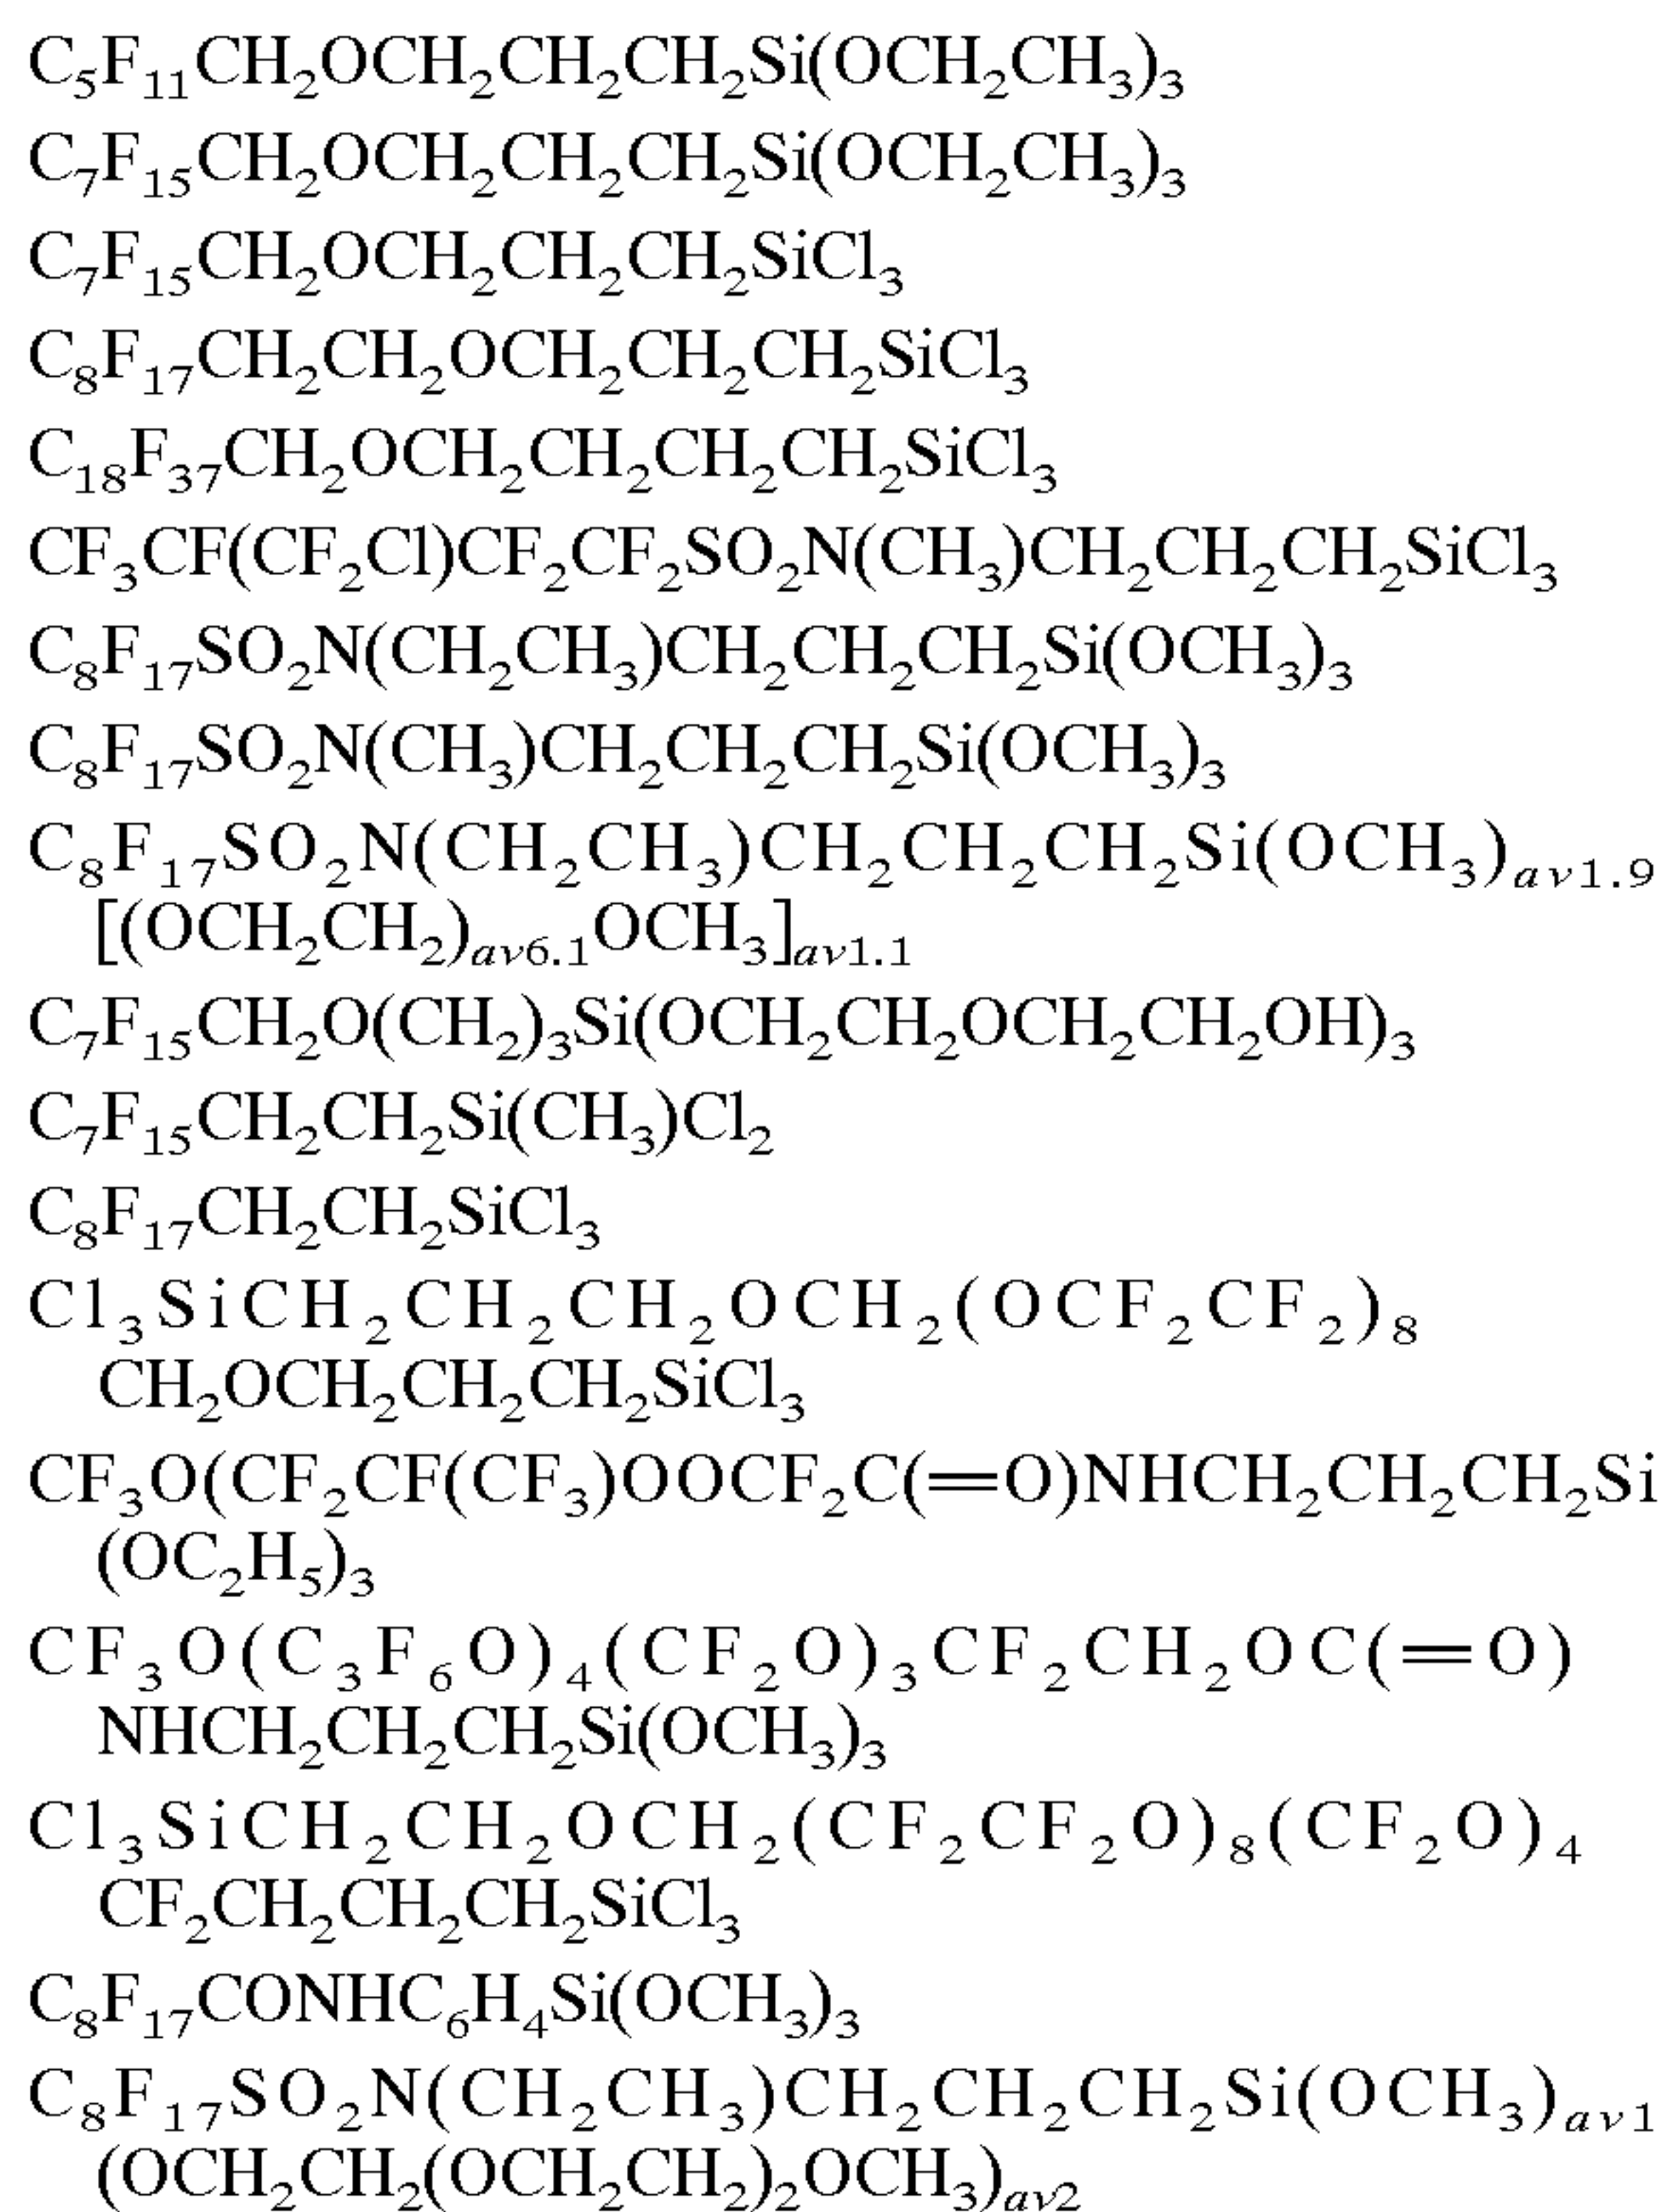 C₅F₁₁CH₂OCH₂CH₂CH₂Si(OCH₂CH₃)₃
C₇F₁₅CH₂OCH₂CH₂CH₂Si(OCH₂CH₃)₃
C₇F₁₅CH₂OCH₂CH₂CH₂SiCl₃
C₈F₁₇CH₂CH₂OCH₂CH₂CH₂SiCl₃
C₁₈F₃₇CH₂OCH₂CH₂CH₂CH₂SiCl₃
CF₃CF(CF₂Cl)CF₂CF₂SO₂N(CH₃)CH₂CH₂CH₂SiCl₃
C₈F₁₇SO₂N(CH₂CH₃)CH₂CH₂CH₂Si(OCH₃)₃
C₈F₁₇SO₂N(CH₃)CH₂CH₂CH₂Si(OCH₃)₃
C₈F₁₇SO₂N(CH₂CH₃)CH₂CH₂CH₂Si(OCH₃)av1.9
[(OCH₂CH₂)av6.1OCH₃]av1.1
C₇F₁₅CH₂O(CH₂)₃Si(OCH₂CH₂OCH₂CH₂OH)₃
C₇F₁₅CH₂CH₂Si(CH₃)Cl₂
C₈F₁₇CH₂CH₂SiCl₃
Cl₃SiCH₂CH₂CH₂OCH₂(OCF₂CF₂)₈
CH₂OCH₂CH₂CH₂SiCl₃
CF₃O(CF₂CF(CF₃)OOCF₂C(=O)NHCH₂CH₂CH₂Si
(OC₂H₅)₃
CF₃O(C₃F₆O)₄(CF₂O)₃CF₂CH₂OC(=O)
NHCH₂CH₂CH₂Si(OCH₃)₃
Cl₃SiCH₂CH₂OCH₂(CF₂CF₂O)₈(CF₂O)₄
CF₂CH₂CH₂CH₂SiCl₃
C₈F₁₇CONHC₆H₄Si(OCH₃)₃
C₈F₁₇SO₂N(CH₂CH₃)CH₂CH₂CH₂Si(OCH₃)av1
(OCH₂CH₂(OCH₂CH₂)₂OCH₃)av2